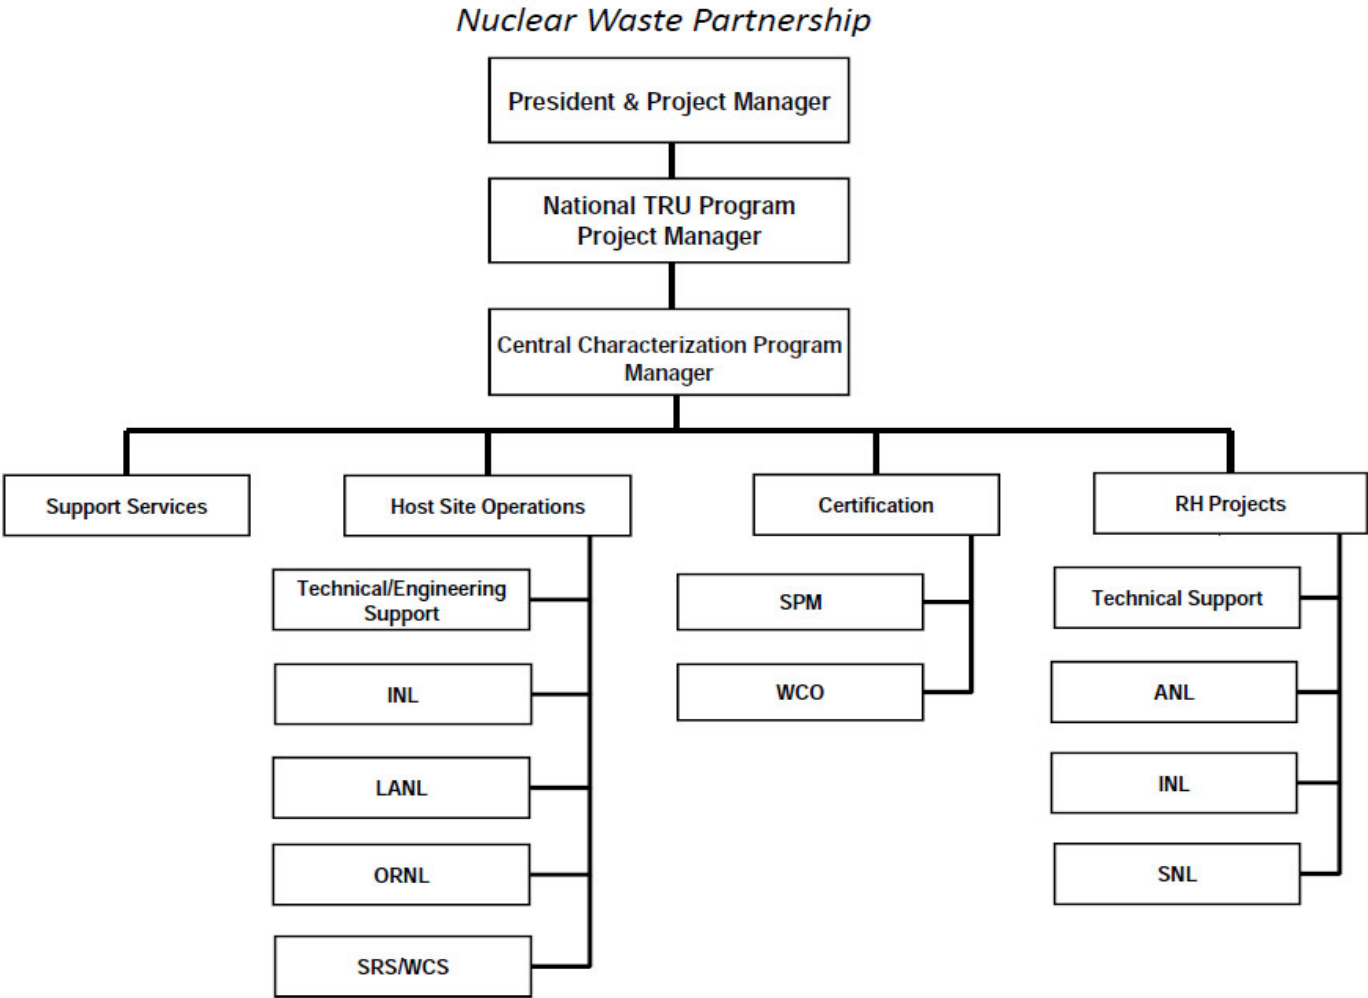 Nuclear Waste Partnership
President & Project Manager
National TRU Program
Project Manager
Central Characterization Program
Manager
Support Services
Host Site Operations
Certification
RH Projects
Technical/Engineering
Support
INL
LANL
ORNL
SRS/WCS
SPM
WCO
Technical Support
ANL
INL
SNL